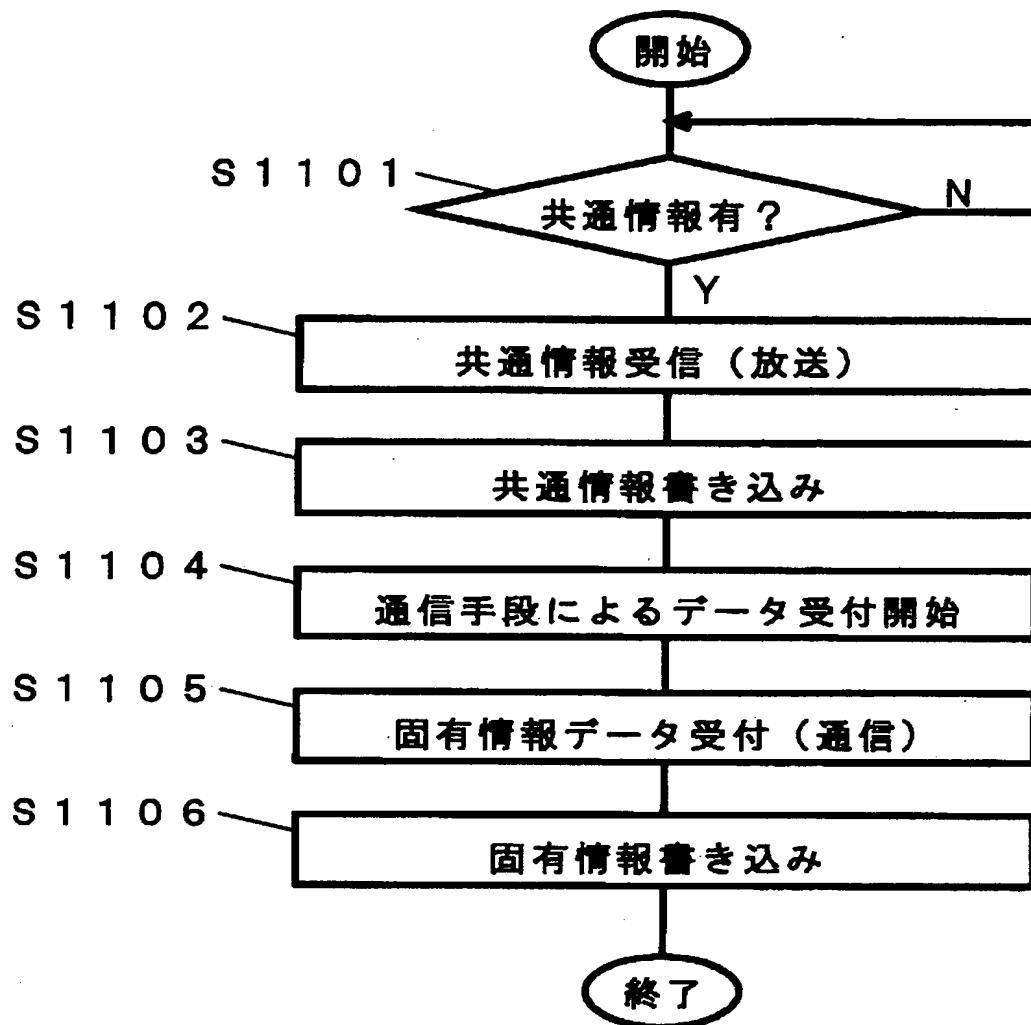 開始
S1101
共通情報有?
N
Y
S1102
共通情報受信(放送)
S1103
共通情報書き込み
S1104
通信手段によるデータ受付開始
S1105
固有情報データ受付(通信)
S1106
固有情報書き込み
終了